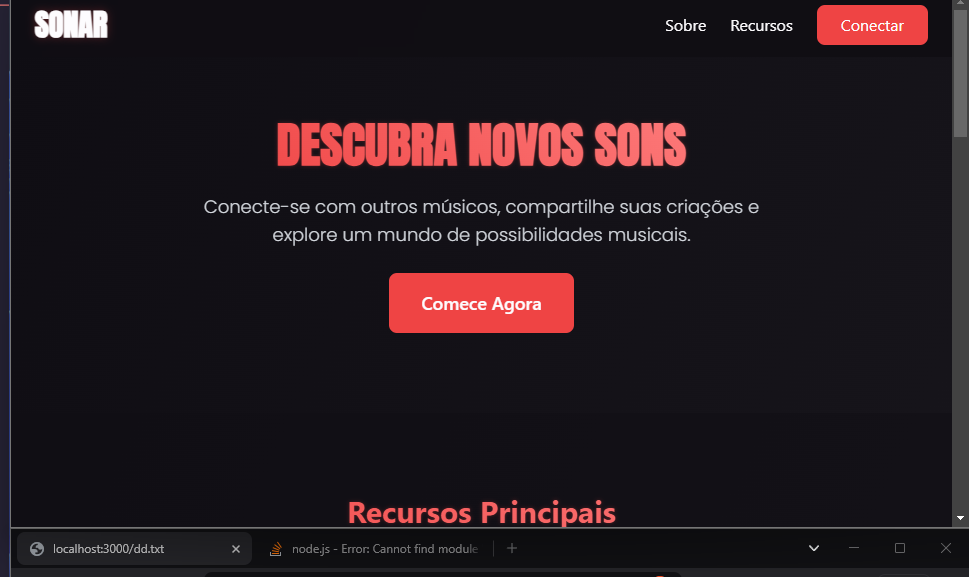 SONAR
Sobre
Recursos
Conectar
DESCUBRA NOVOS SONS
Conecte-se com outros músicos, compartilhe suas criações e
explore um mundo de possibilidades musicais.
Comece Agora
Recursos Principais
localhost:3000/dd.txt
node.js - Error: Cannot find module